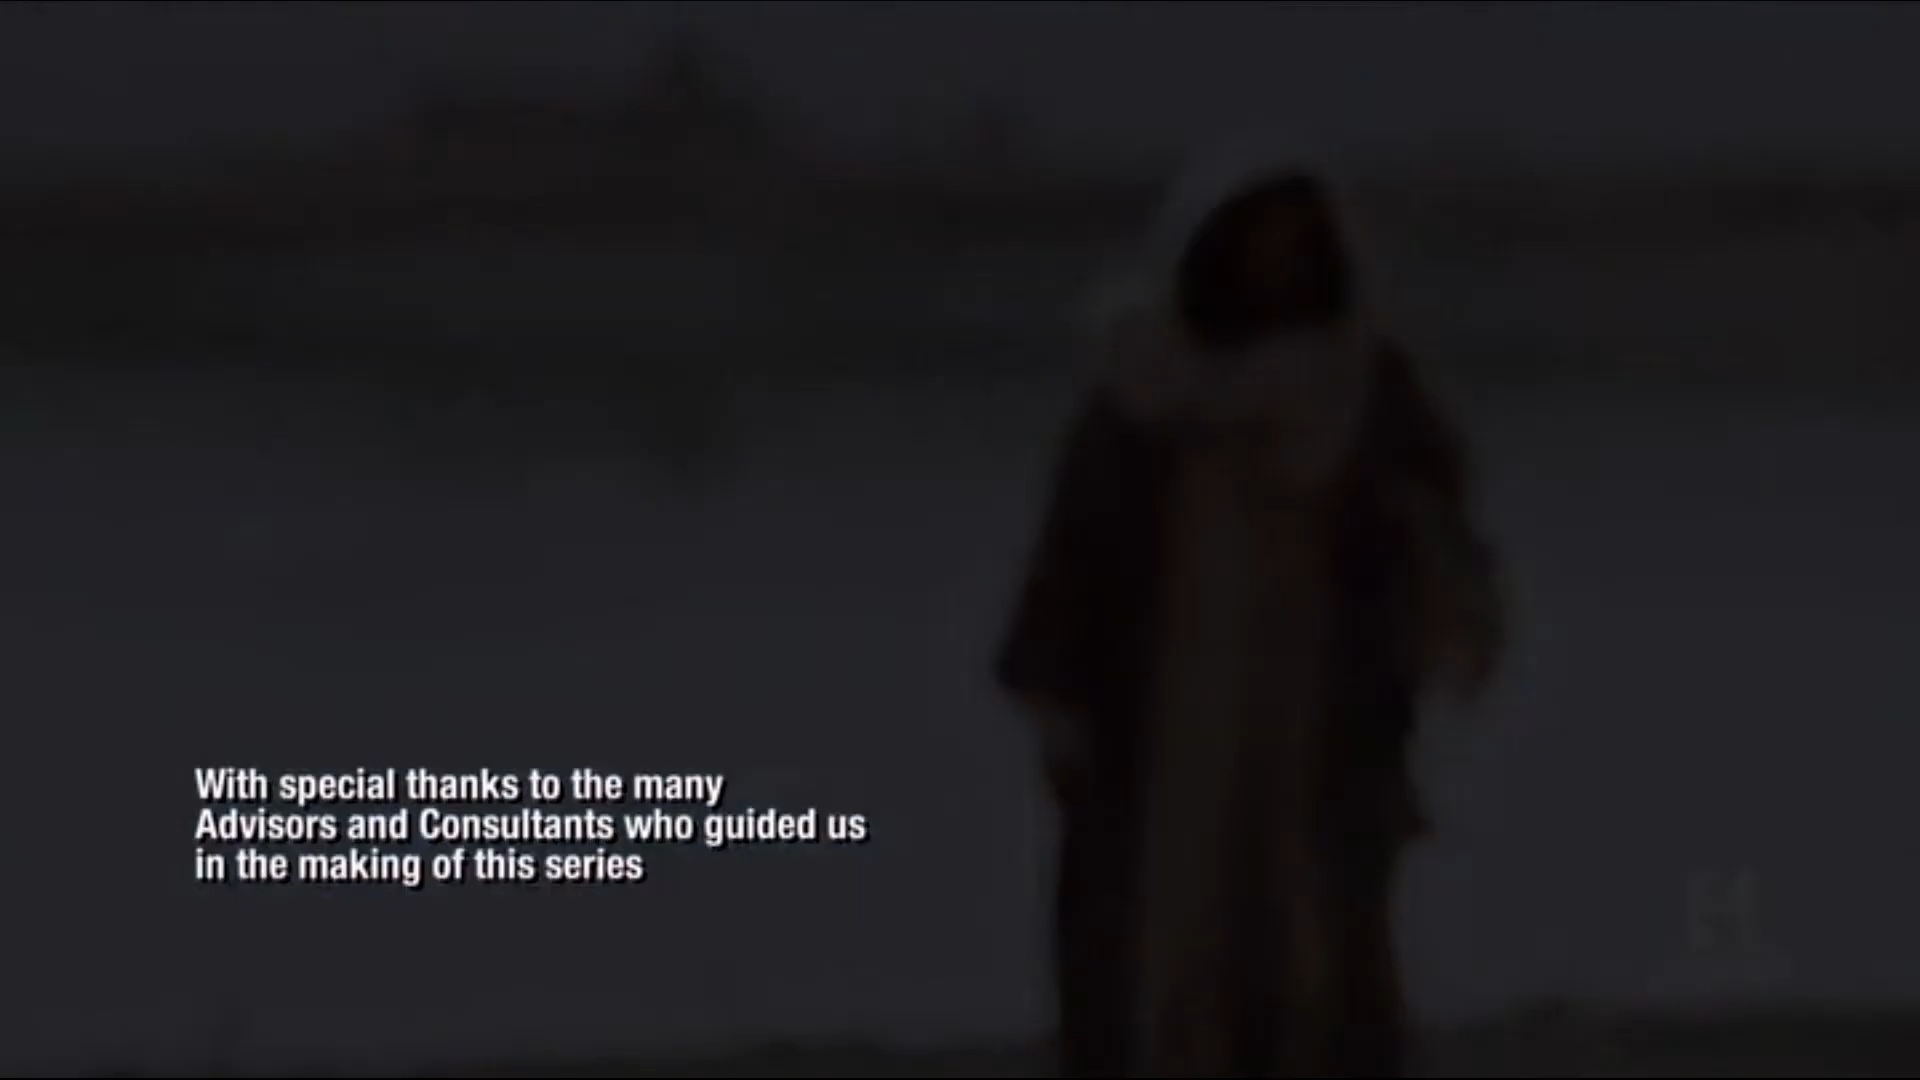 With special thanks to the many
Advisors and Consultants who guided us
in the making of this series